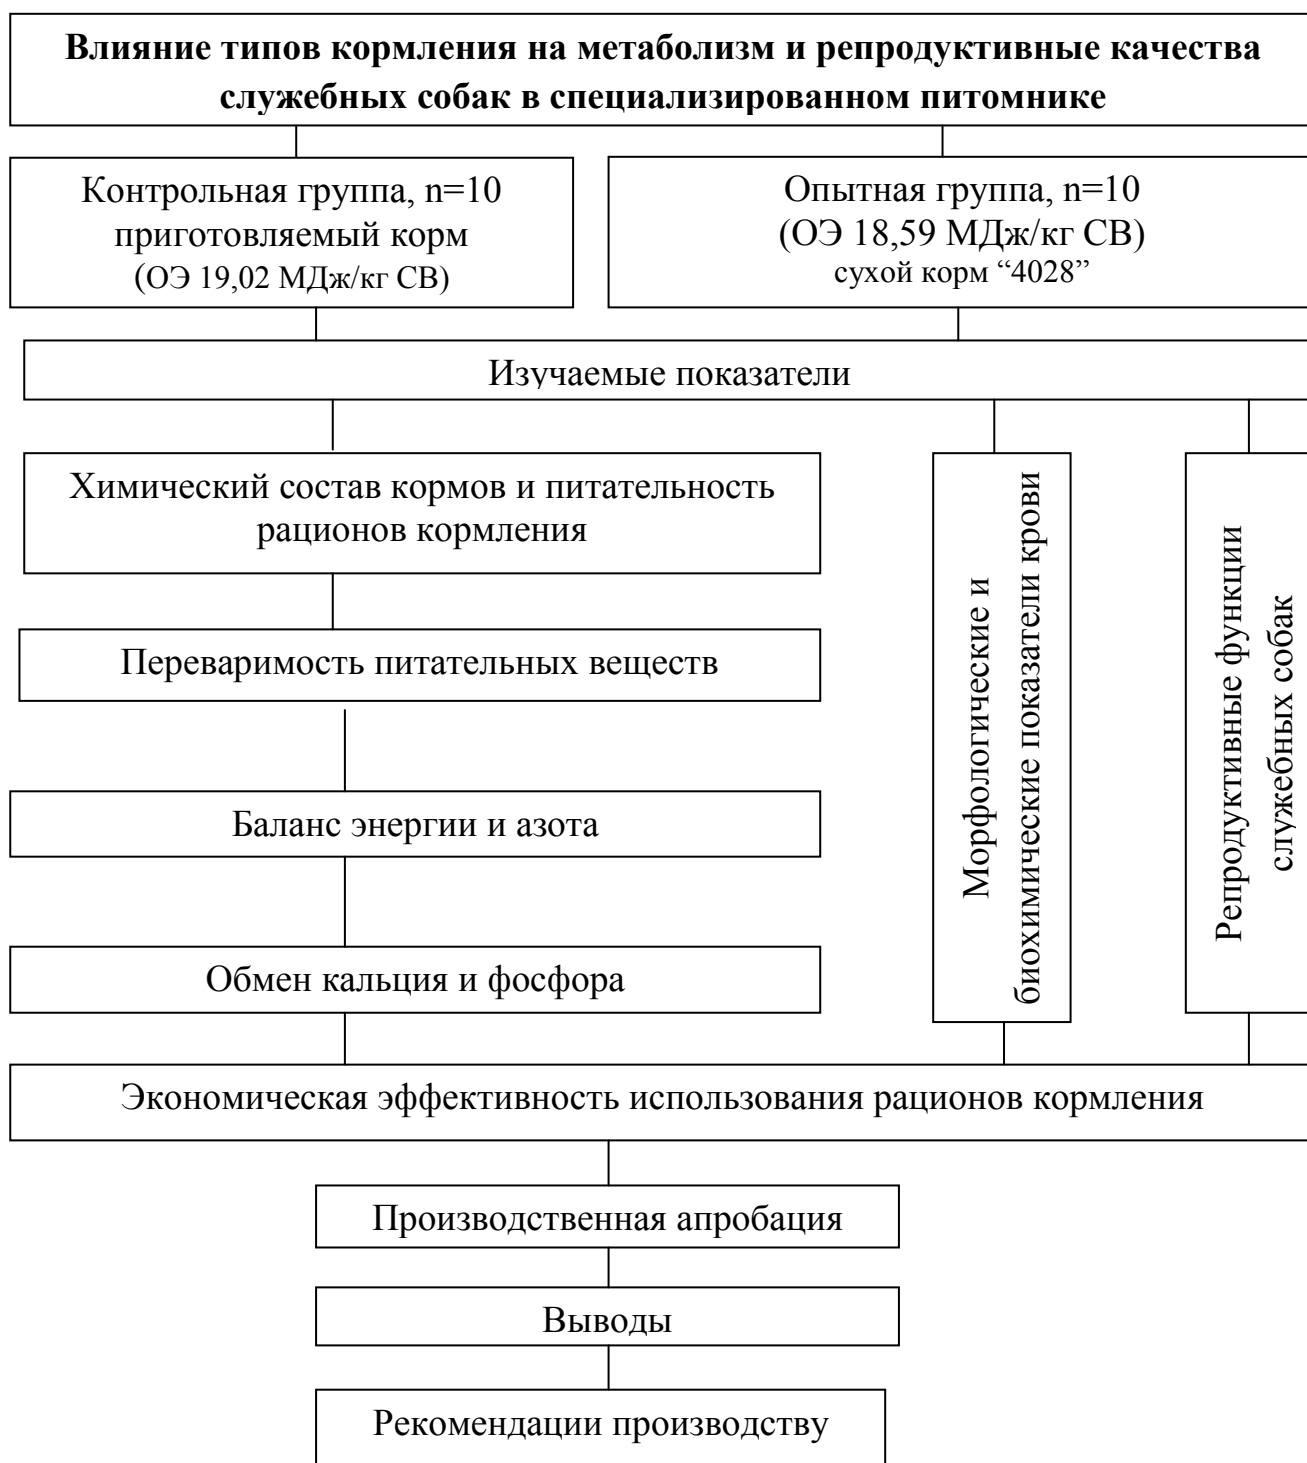 Влияние типов кормления на метаболизм и репродуктивные качества
служебных собак в специализированном питомнике
Контрольная группа, n=10
приготовляемый корм
(ОЭ 19,02 МДж/кг СВ)
Опытная группа, n=10
(ОЭ 18,59 МДж/кг СВ)
сухой корм “4028”
Изучаемые показатели
Химический состав кормов и питательность
рационов кормления
Переваримость питательных веществ
Баланс энергии и азота
Обмен кальция и фосфора
Морфологические и
биохимические показатели крови
Репродуктивные функции
служебных собак
Экономическая эффективность использования рационов кормления
Производственная апробация
Выводы
Рекомендации производству